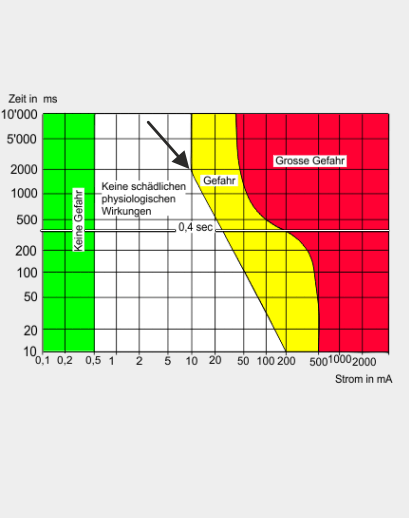 Zeit in ms
10'000
5'000
2000
1000
500
200
100
50
20
10
Grosse Gefahr
Gefahr
Keine schädlichen
physiologischen
Wirkungen
Keine Gefahr
0,4 sec
0,1 0,2 0,5 1 2 5 10 20 50 100 200 500 1000 2000
Strom in mA